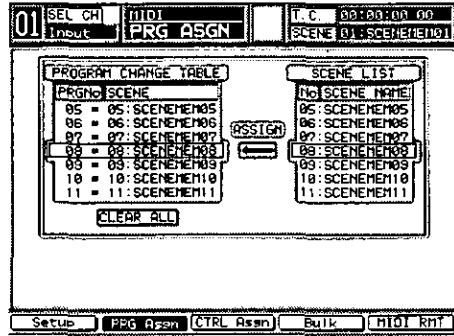 01 SEL CH Input MIDI PRG ASGN T.C. 00:00:00 00
SCENE 01:SCENEMEM01
PROGRAM CHANGE TABLE
PRGNo SCENE
05 = 05:SCENEMEM05
06 = 06:SCENEMEM06
07 = 07:SCENEMEM07
08 = 08:SCENEMEM08
09 = 09:SCENEMEM09
10 = 10:SCENEMEM10
11 = 11:SCENEMEM11
CLEAR ALL
ASSIGN
SCENE LIST
No SCENE NAME
05:SCENEMEM05
06:SCENEMEM06
07:SCENEMEM07
08:SCENEMEM08
09:SCENEMEM09
10:SCENEMEM10
11:SCENEMEM11
Setup PRG Assn CTRL Assn Bulk MIDI RMT